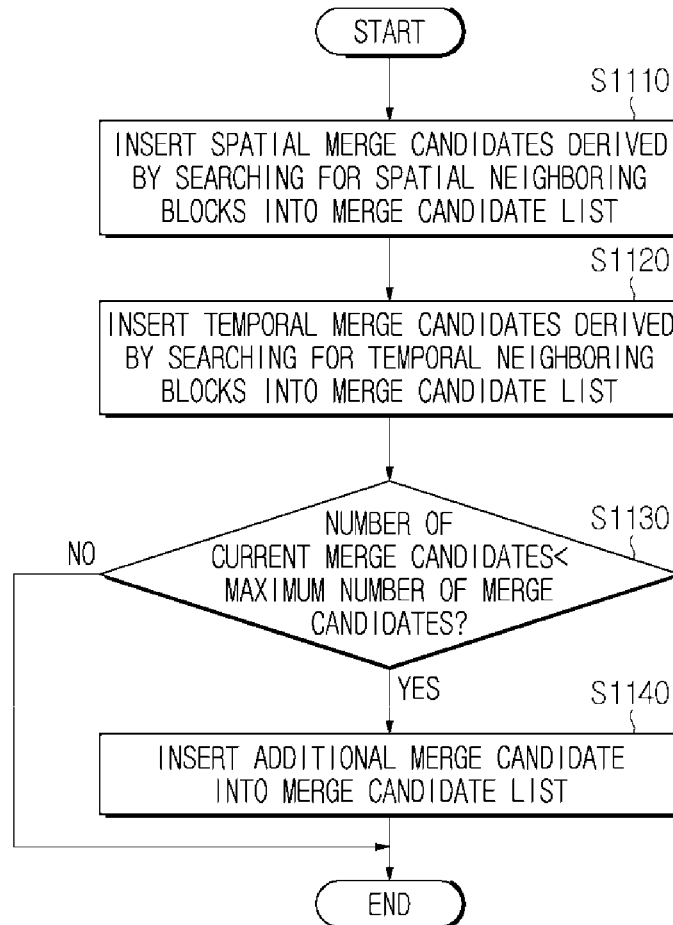 START
S1110
INSERT SPATIAL MERGE CANDIDATES DERIVED
BY SEARCHING FOR SPATIAL NEIGHBORING
BLOCKS INTO MERGE CANDIDATE LIST
S1120
INSERT TEMPORAL MERGE CANDIDATES DERIVED
BY SEARCHING FOR TEMPORAL NEIGHBORING
BLOCKS INTO MERGE CANDIDATE LIST
S1130
NUMBER OF
CURRENT MERGE CANDIDATES<
MAXIMUM NUMBER OF MERGE
CANDIDATES?
NO
YES
S1140
INSERT ADDITIONAL MERGE CANDIDATE
INTO MERGE CANDIDATE LIST
END